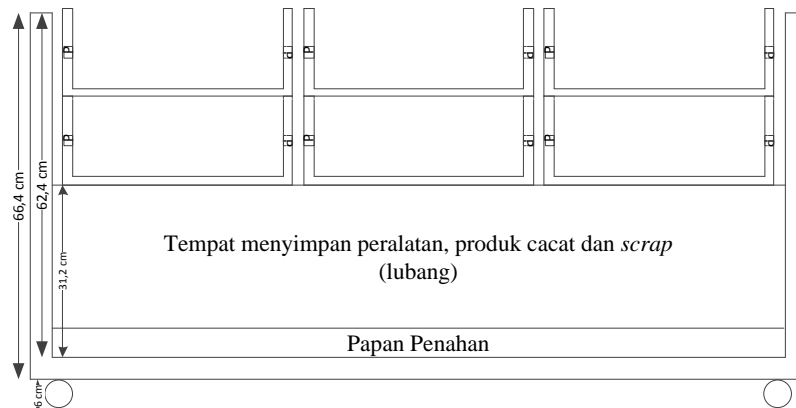 P d P d P d
P d P d P d
66,4 cm
62,4 cm
31,2 cm
Tempat menyimpan peralatan, produk cacat dan scrap
(lubang)
Papan Penahan